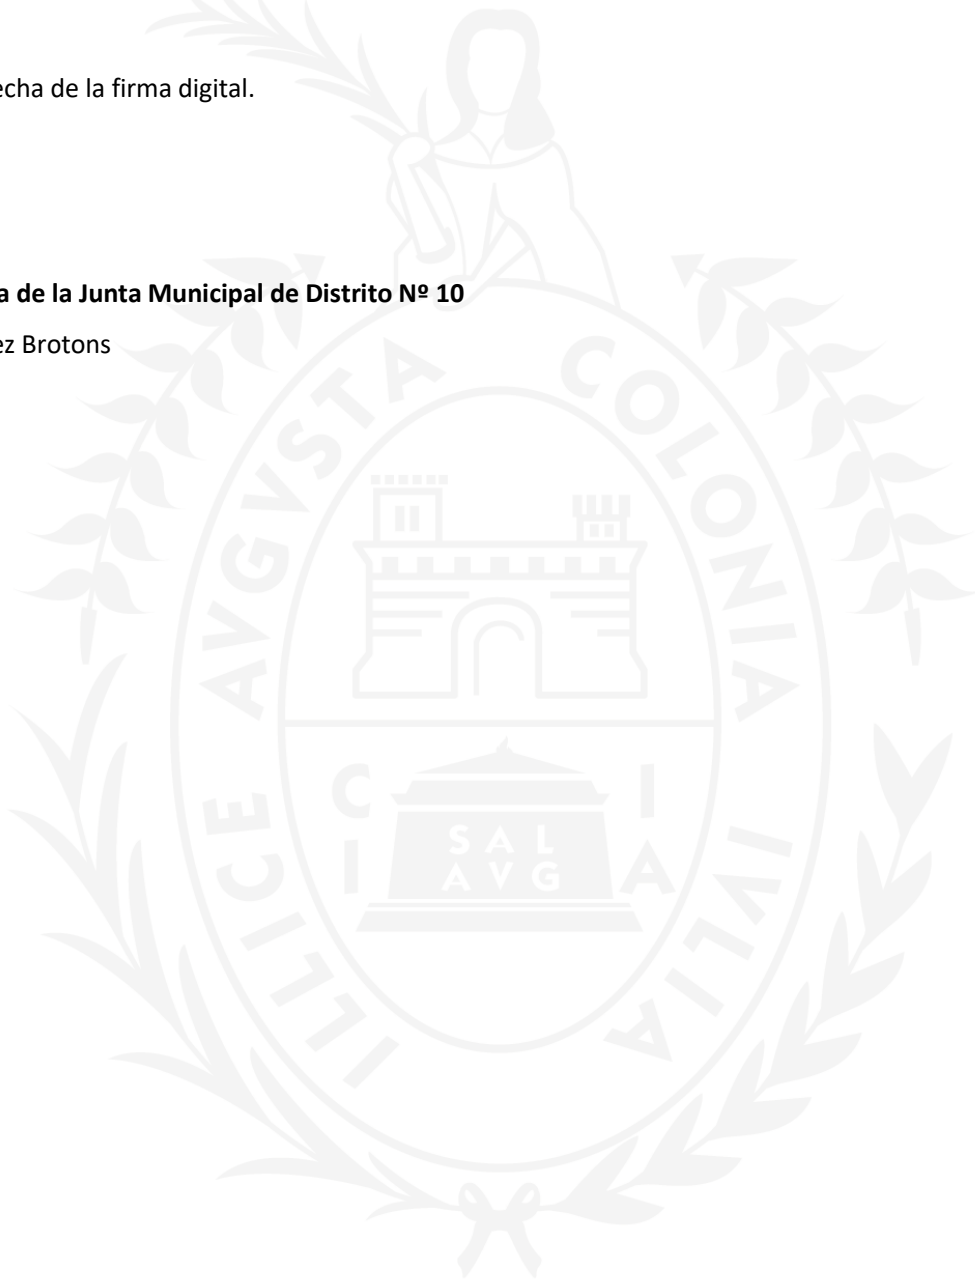 echa de la firma digital.
a de la Junta Municipal de Distrito Nº 10
ez Brotons
ILLICE AVGVSTA COLONIA IVLIA
C I
I A
SAL
AVG